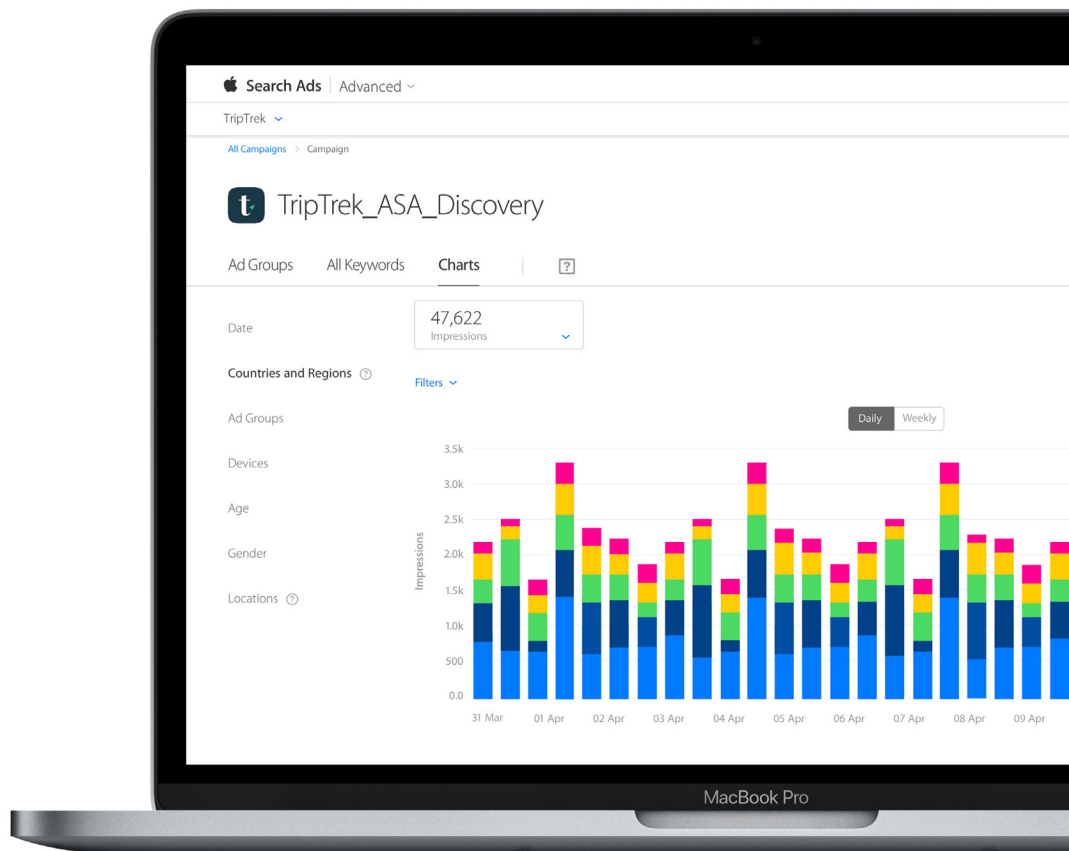 Search Ads Advanced
TripTrek
All Campaigns > Campaign
t TripTrek_ASA_Discovery
Ad Groups All Keywords Charts ?
Date
47,622
Impressions
Countries and Regions ?
Filters
Ad Groups
Daily Weekly
Devices
Age
Gender
Locations ?
3.5k
3.0k
2.5k
2.0k
1.5k
1.0k
500
0.0
Impressions
31 Mar 01 Apr 02 Apr 03 Apr 04 Apr 05 Apr 06 Apr 07 Apr 08 Apr 09 Apr
MacBook Pro